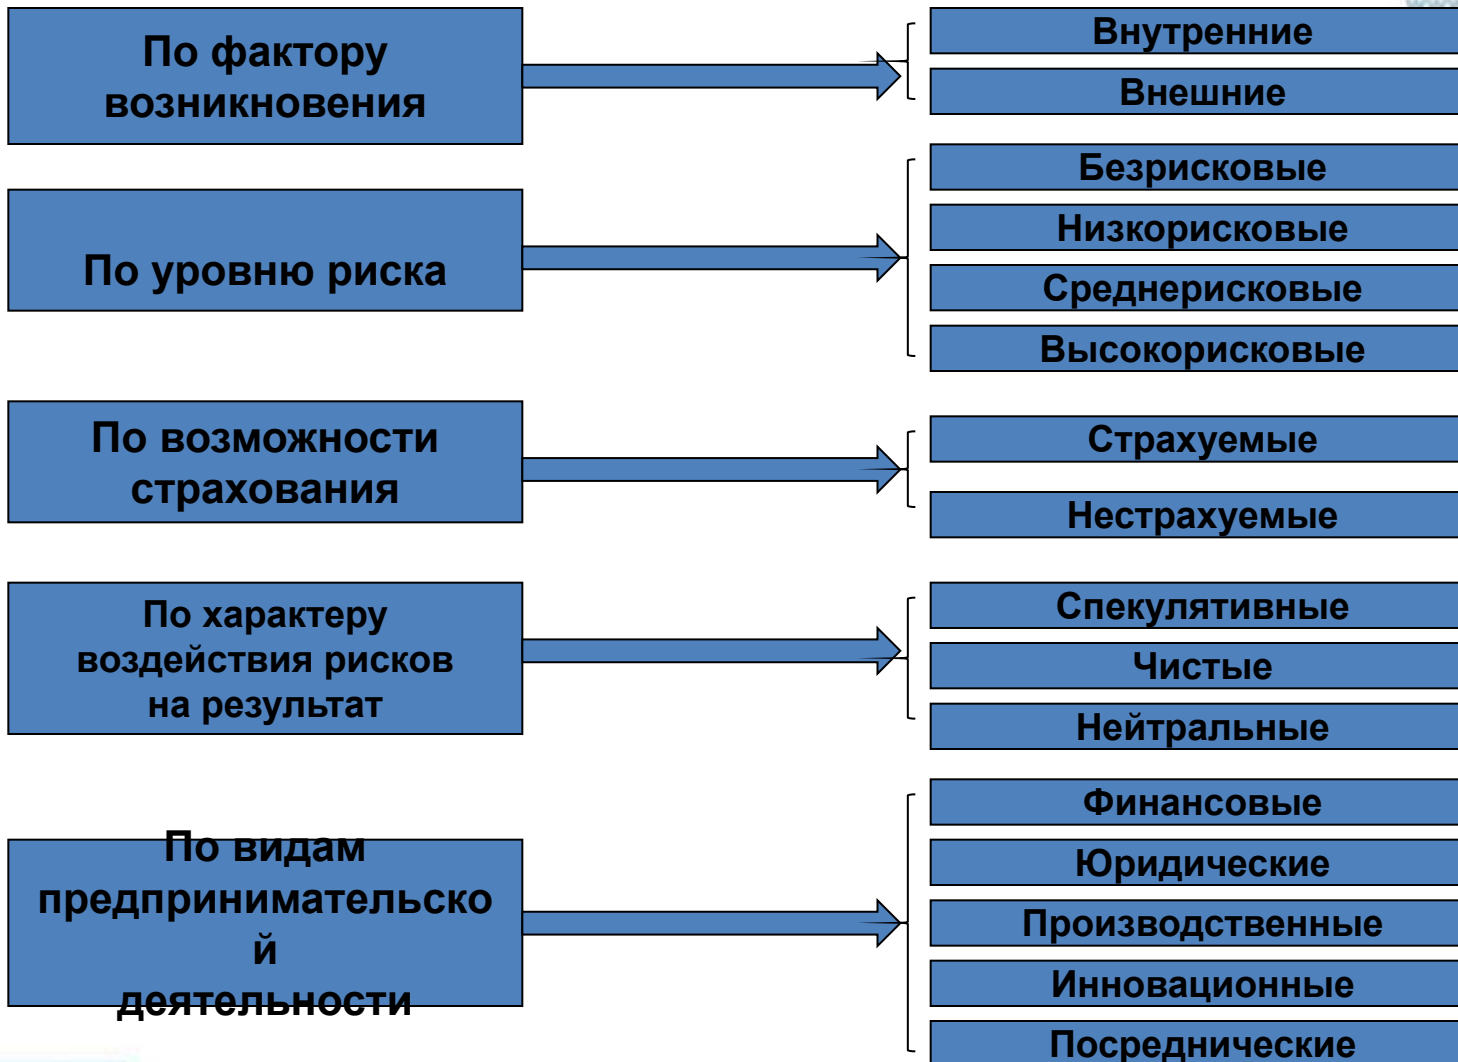 По фактору
возникновения
Внутренние
Внешние
По уровню риска
Безрисковые
Низкорисковые
Среднерисковые
Высокорисковые
По возможности
страхования
Страхуемые
Нестрахуемые
По характеру
воздействия рисков
на результат
Спекулятивные
Чистые
Нейтральные
По видам
предпринимательско
й
деятельности
Финансовые
Юридические
Производственные
Инновационные
Посреднические